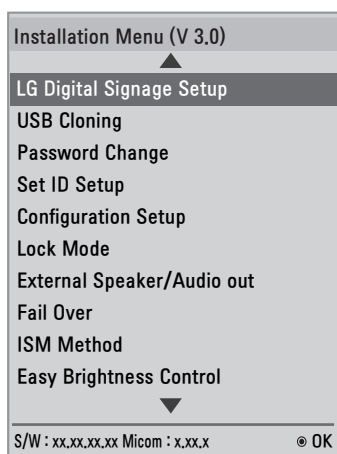 Installation Menu (V 3.0)
LG Digital Signage Setup
USB Cloning
Password Change
Set ID Setup
Configuration Setup
Lock Mode
External Speaker/Audio out
Fail Over
ISM Method
Easy Brightness Control
S/W : xx.xx.xx.xx Micom : x.xx.x ◉ OK